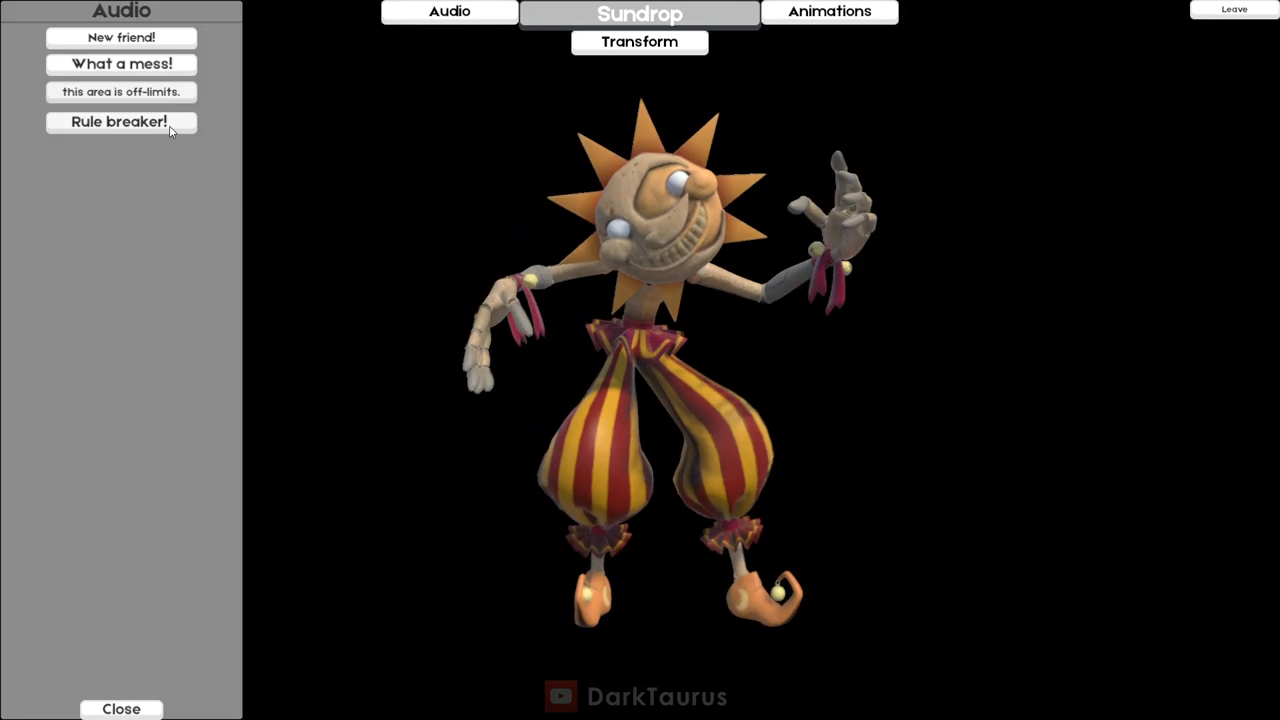 Audio
New friend!
What a mess!
this area is off-limits.
Rule breaker!
Close
Audio
Sundrop
Animations
Transform
Leave
DarkTaurus